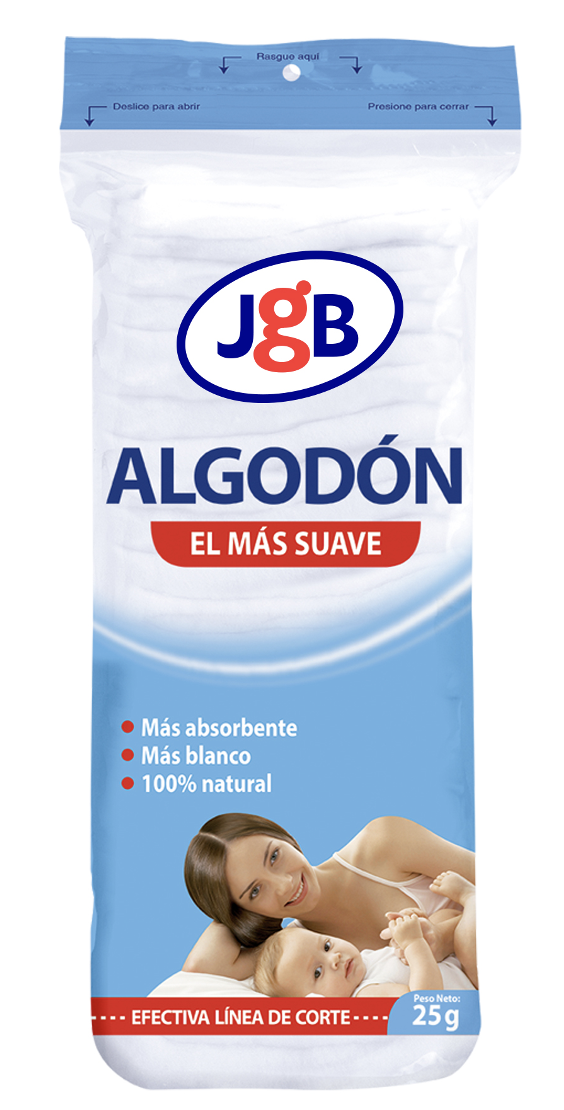 Rasgue aquí
Deslice para abrir
Presione para cerrar
JgB
ALGODÓN
EL MÁS SUAVE
Más absorbente
Más blanco
100% natural
Peso Neto:
25 g
EFECTIVA LÍNEA DE CORTE